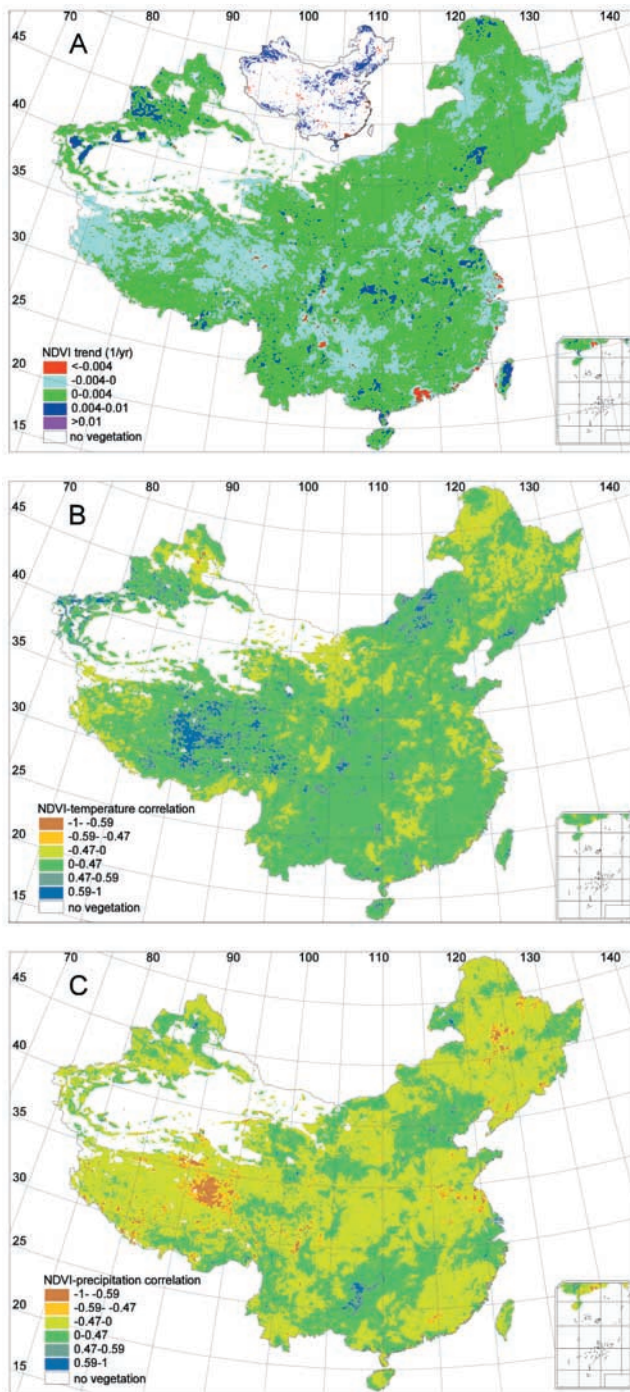 80 90 100 110 120 130
45
A
40
35
30
25
20
15
NDVI trend (1/yr)
<-0.004
-0.004-0
0-0.004
0.004-0.01
>0.01
no vegetation
70 80 90 100 110 120 130 140
45
B
40
35
30
25
20
15
NDVI-temperature correlation
-1- -0.59
-0.59- -0.47
-0.47-0
0-0.47
0.47-0.59
0.59-1
no vegetation
70 80 90 100 110 120 130 140
45
C
40
35
30
25
20
15
NDVI-precipitation correlation
-1- -0.59
-0.59- -0.47
-0.47-0
0-0.47
0.47-0.59
0.59-1
no vegetation
70 80 90 100 110 120 130 140